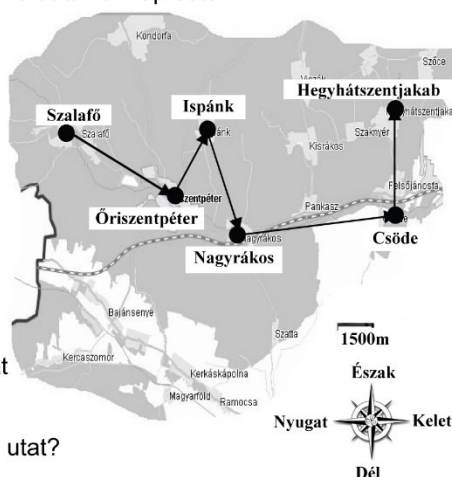 Kondorfa
Szőce
Hegyhátszentjakab
Ispánk
Szalafő
Szalafő
Szaknyér
Kisrákos
szentpéter
Felsőjánosfa
Őriszentpéter
Pankasz
Nagyrákos
Nagyrákos
Csöde
Bajánsenye
Szatta
1500m
Kercaszomor
Kerkáskápolna
Észak
Magyarföld
Ramocsa
Nyugat
Kelet
utat?
Dél